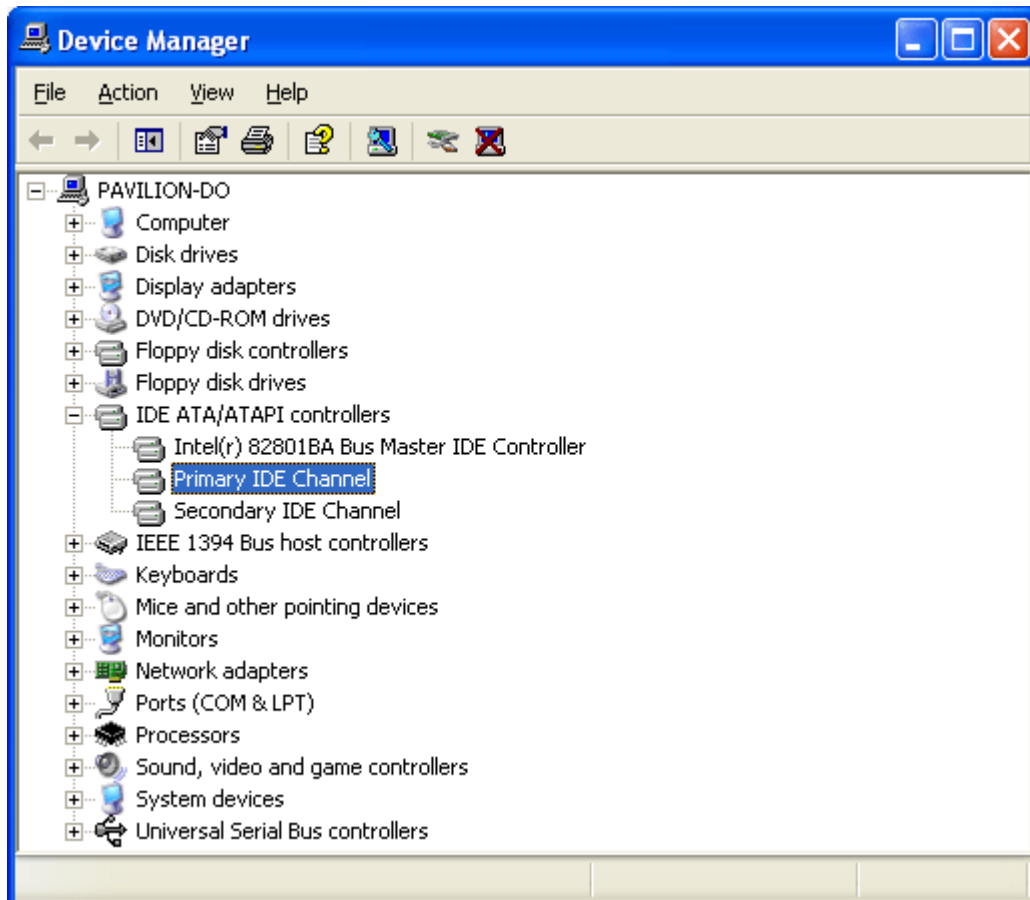 Device Manager
File Action View Help
PAVILION-DO
Computer
Disk drives
Display adapters
DVD/CD-ROM drives
Floppy disk controllers
Floppy disk drives
IDE ATA/ATAPI controllers
Intel(r) 82801BA Bus Master IDE Controller
Primary IDE Channel
Secondary IDE Channel
IEEE 1394 Bus host controllers
Keyboards
Mice and other pointing devices
Monitors
Network adapters
Ports (COM & LPT)
Processors
Sound, video and game controllers
System devices
Universal Serial Bus controllers